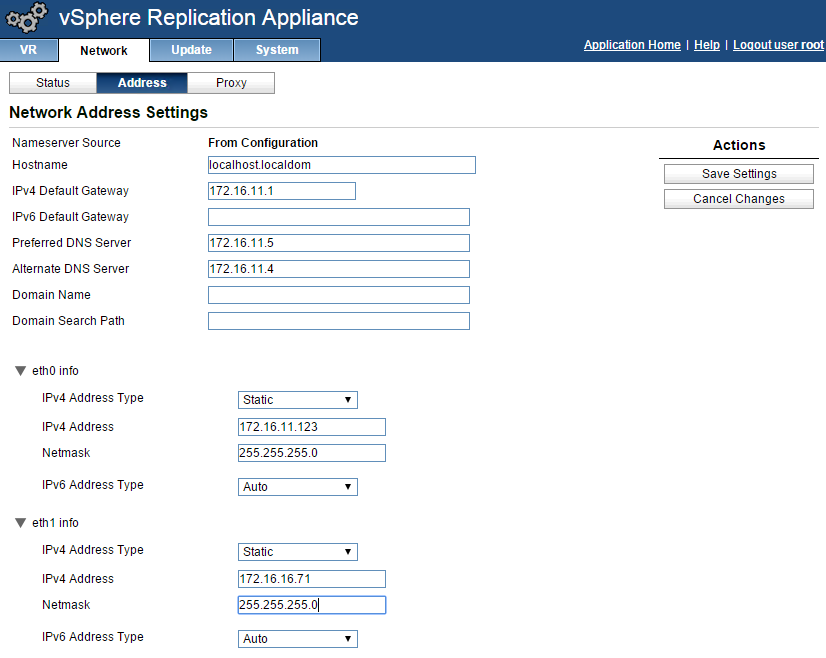 vSphere Replication Appliance
VR Network Update System Application Home | Help | Logout user root
Status Address Proxy
Network Address Settings
Nameserver Source From Configuration Actions
Hostname localhost.localdom
Save Settings
IPv4 Default Gateway 172.16.11.1
Cancel Changes
IPv6 Default Gateway
Preferred DNS Server 172.16.11.5
Alternate DNS Server 172.16.11.4
Domain Name
Domain Search Path
eth0 info
IPv4 Address Type Static
IPv4 Address 172.16.11.123
Netmask 255.255.255.0
IPv6 Address Type Auto
eth1 info
IPv4 Address Type Static
IPv4 Address 172.16.16.71
Netmask 255.255.255.0
IPv6 Address Type Auto